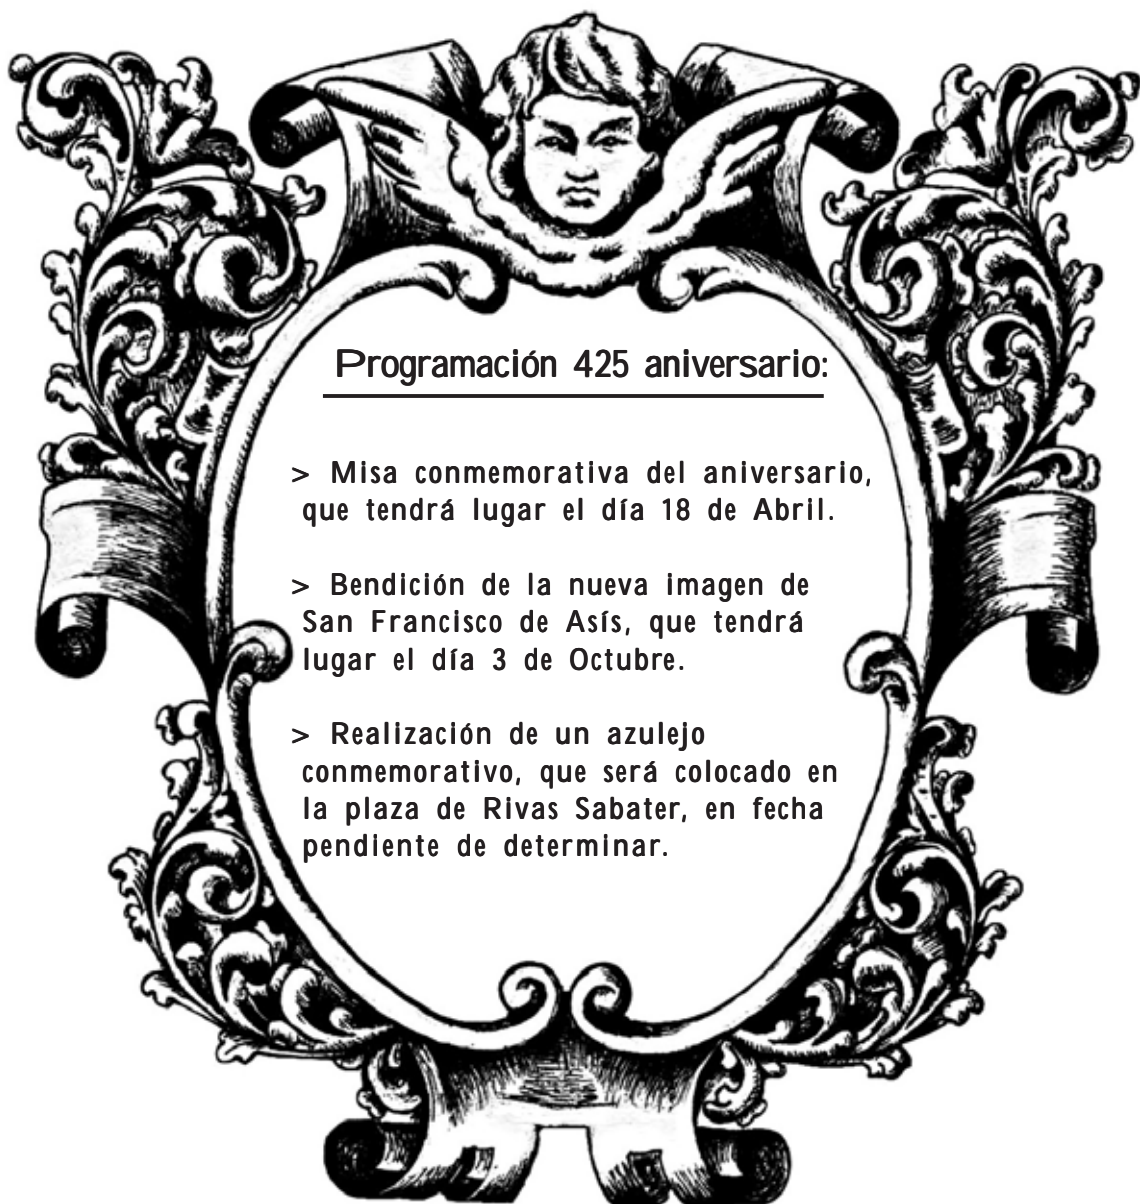 Programación 425 aniversario:
> Misa conmemorativa del aniversario,
que tendrá lugar el día 18 de Abril.
> Bendición de la nueva imagen de
San Francisco de Asís, que tendrá
lugar el día 3 de Octubre.
> Realización de un azulejo
conmemorativo, que será colocado en
la plaza de Rivas Sabater, en fecha
pendiente de determinar.